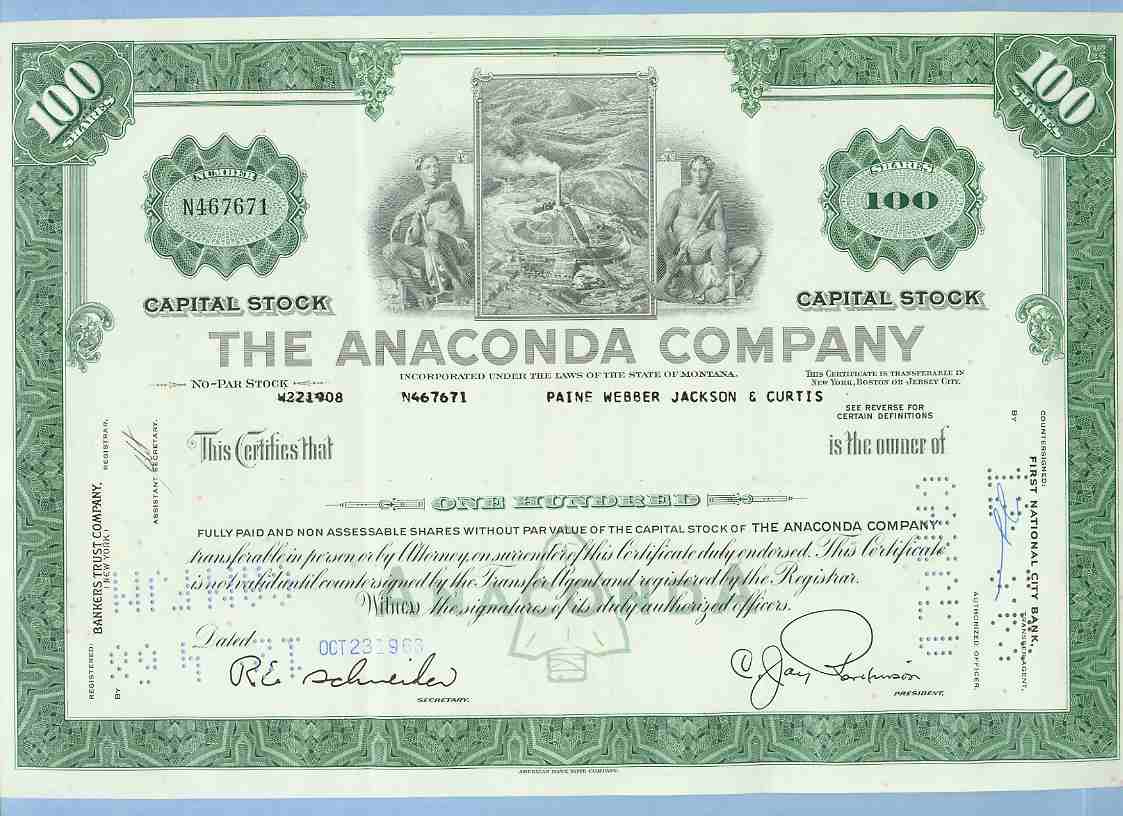 100 SHARES
100 SHARES
NUMBER
N467671
SHARES
100
CAPITAL STOCK
CAPITAL STOCK
THE ANACONDA COMPANY
INCORPORATED UNDER THE LAWS OF THE STATE OF MONTANA.
NO-PAR STOCK
THIS CERTIFICATE IS TRANSFERABLE IN
NEW YORK, BOSTON OR JERSEY CITY.
N467671 PAINE WEBBER JACKSON & CURTIS
SEE REVERSE FOR
CERTAIN DEFINITIONS
This Certifies that
is the owner of
ONE HUNDRED
FULLY PAID AND NON ASSESSABLE SHARES WITHOUT PAR VALUE OF THE CAPITAL STOCK OF THE ANACONDA COMPANY
transferable in person or by Attorney, on surrender of this Certificate duly endorsed. This Certificate
is not valid until countersigned by the Transfer Agent and registered by the Registrar.
Witness the signatures of its duly authorized officers.
ANACONDA
Dated
OCT 23 1968
R.E. Schneider
SECRETARY.
C. Jay Parkinson
PRESIDENT.
REGISTERED:
BANKERS TRUST COMPANY,
(NEW YORK)
REGISTRAR,
BY
ASSISTANT SECRETARY.
COUNTERSIGNED:
FIRST NATIONAL CITY BANK,
TRANSFER AGENT,
BY
AUTHORIZED OFFICER.
AMERICAN BANK NOTE COMPANY.